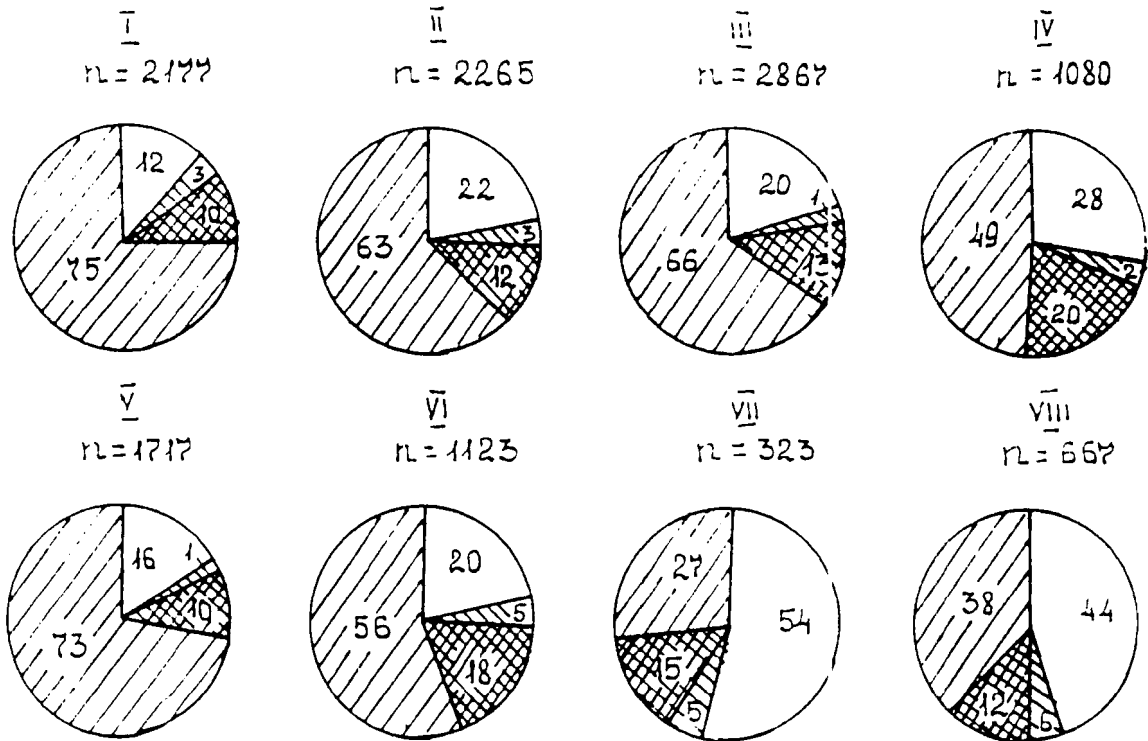 I II III IV
n = 2177 n = 2265 n = 2867 n = 1080
12 3 10 75
22 3 12 63
20 1 13 66
28 2 20 49
V VI VII VIII
n = 1717 n = 1123 n = 323 n = 667
16 1 10 73
20 5 18 56
54 5 15 27
44 6 12 38